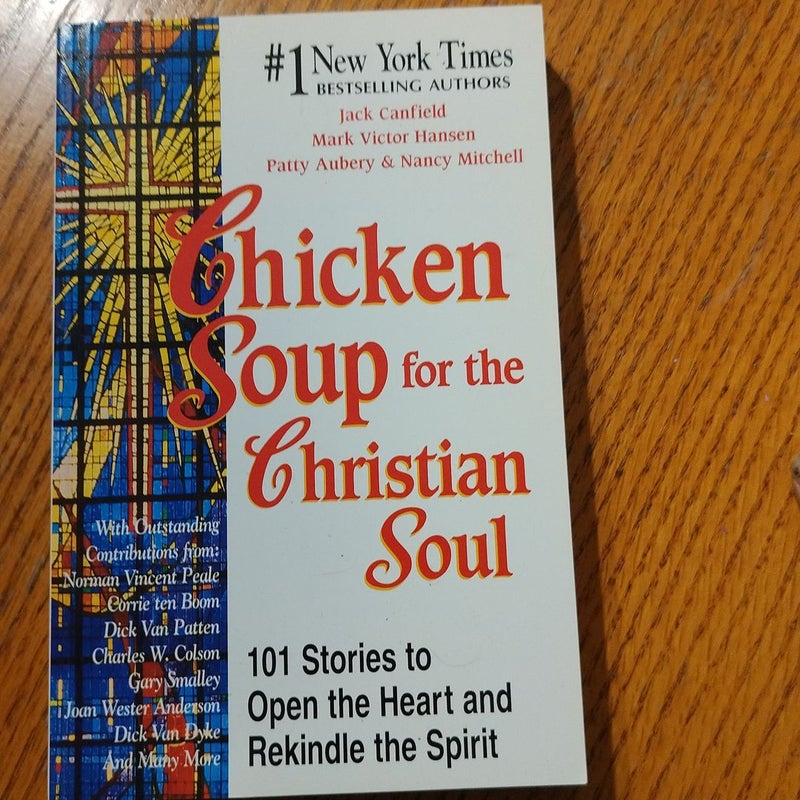 #1 New York Times
BESTSELLING AUTHORS
Jack Canfield
Mark Victor Hansen
Patty Aubery & Nancy Mitchell
Chicken
Soup for the
Christian
Soul
With Outstanding
Contributions from:
Norman Vincent Peale
Corrie ten Boom
Dick Van Patten
Charles W. Colson
Gary Smalley
Joan Wester Anderson
Dick Van Dyke
And Many More
101 Stories to
Open the Heart and
Rekindle the Spirit